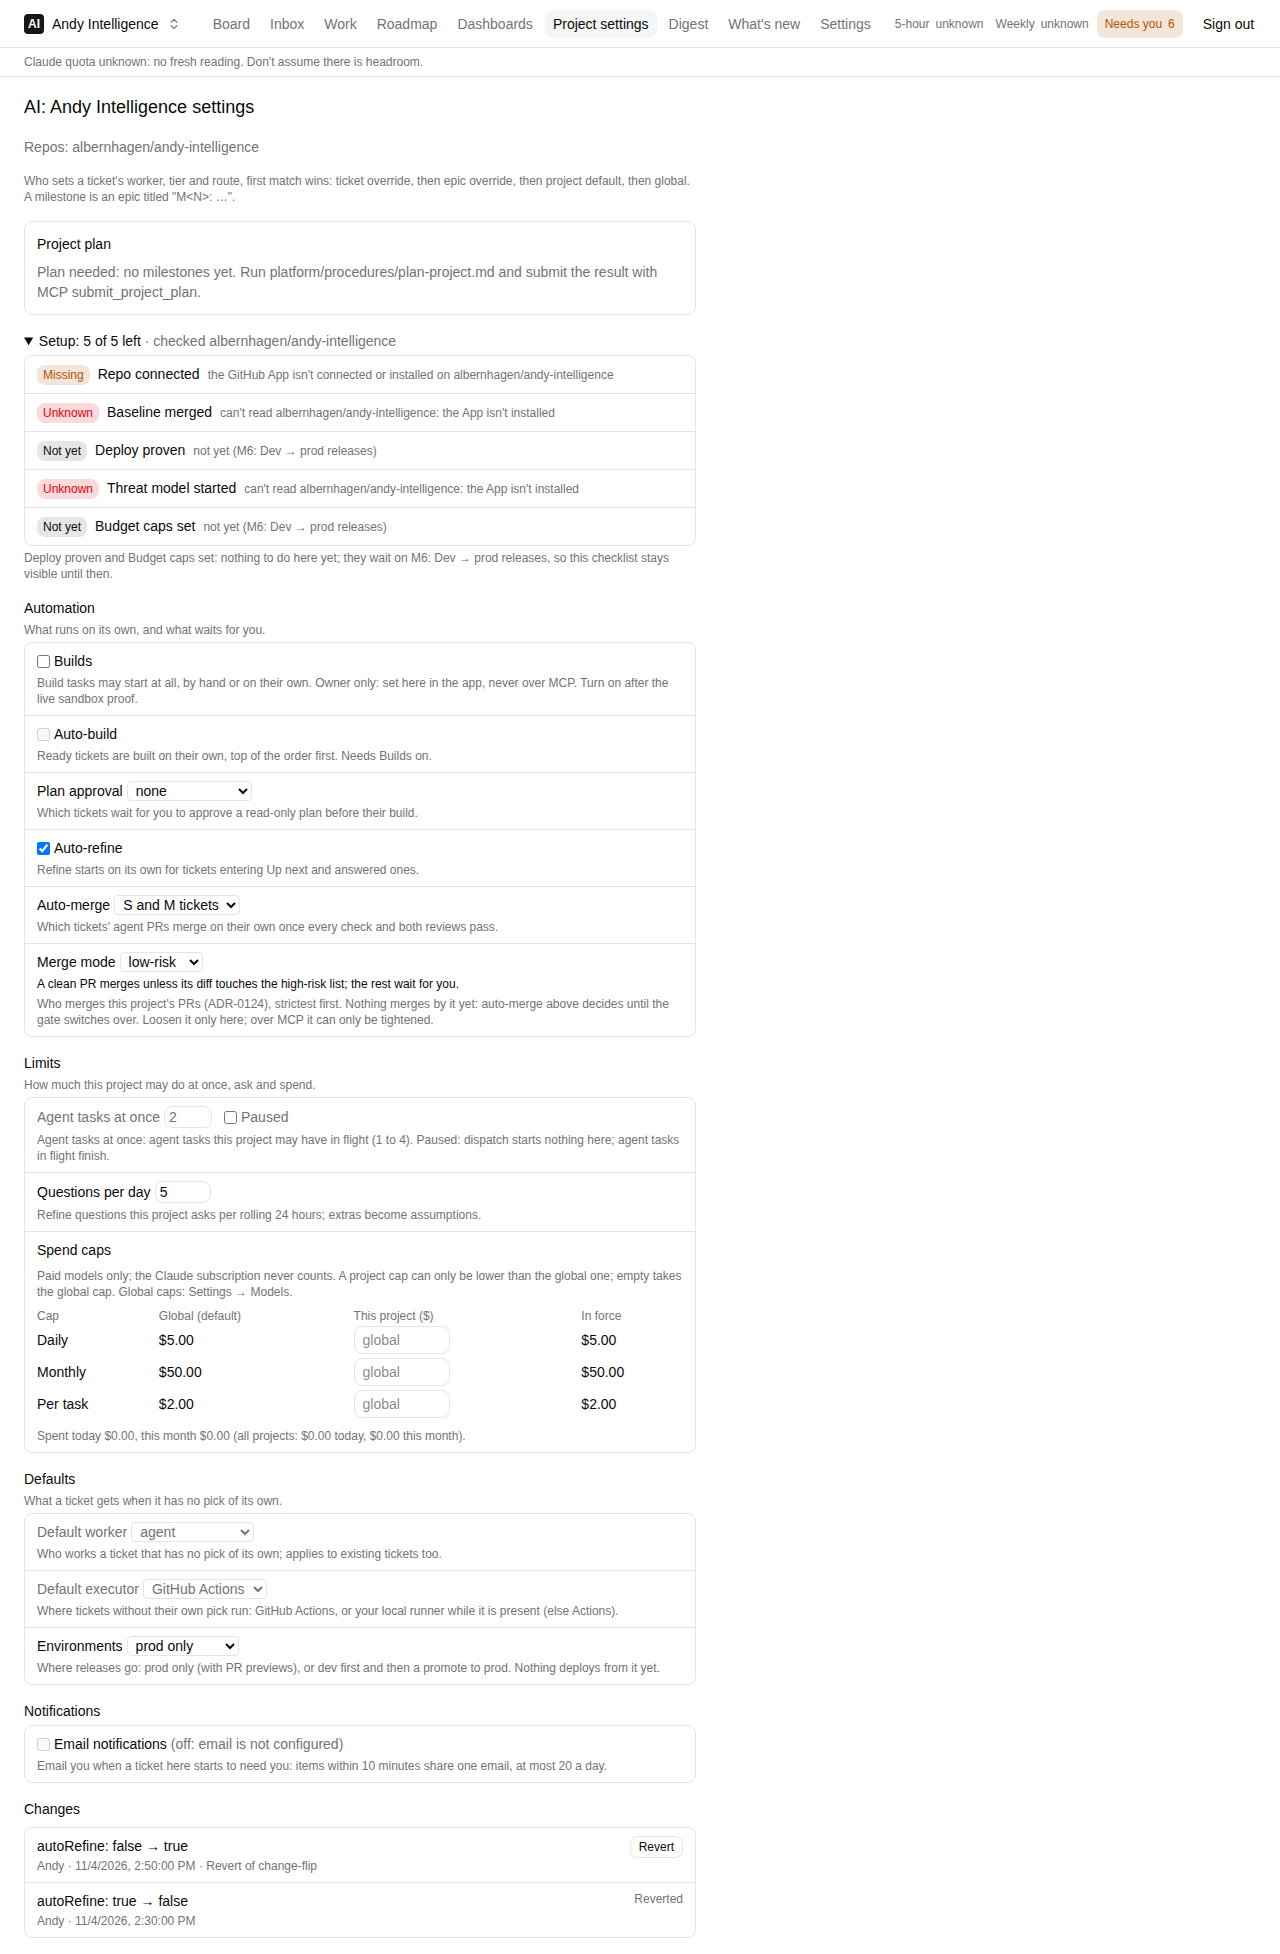 AI Andy Intelligence Board Inbox Work Roadmap Dashboards Project settings Digest What's new Settings 5-hour unknown Weekly unknown Needs you 6 Sign out
Claude quota unknown: no fresh reading. Don't assume there is headroom.
AI: Andy Intelligence settings
Repos: albernhagen/andy-intelligence
Who sets a ticket's worker, tier and route, first match wins: ticket override, then epic override, then project default, then global.
A milestone is an epic titled "M<N>: …".
Project plan
Plan needed: no milestones yet. Run platform/procedures/plan-project.md and submit the result with
MCP submit_project_plan.
▼ Setup: 5 of 5 left · checked albernhagen/andy-intelligence
Missing Repo connected the GitHub App isn't connected or installed on albernhagen/andy-intelligence
Unknown Baseline merged can't read albernhagen/andy-intelligence: the App isn't installed
Not yet Deploy proven not yet (M6: Dev → prod releases)
Unknown Threat model started can't read albernhagen/andy-intelligence: the App isn't installed
Not yet Budget caps set not yet (M6: Dev → prod releases)
Deploy proven and Budget caps set: nothing to do here yet; they wait on M6: Dev → prod releases, so this checklist stays
visible until then.
Automation
What runs on its own, and what waits for you.
Builds
Build tasks may start at all, by hand or on their own. Owner only: set here in the app, never over MCP. Turn on after the
live sandbox proof.
Auto-build
Ready tickets are built on their own, top of the order first. Needs Builds on.
Plan approval none
Which tickets wait for you to approve a read-only plan before their build.
Auto-refine
Refine starts on its own for tickets entering Up next and answered ones.
Auto-merge S and M tickets
Which tickets' agent PRs merge on their own once every check and both reviews pass.
Merge mode low-risk
A clean PR merges unless its diff touches the high-risk list; the rest wait for you.
Who merges this project's PRs (ADR-0124), strictest first. Nothing merges by it yet: auto-merge above decides until the
gate switches over. Loosen it only here; over MCP it can only be tightened.
Limits
How much this project may do at once, ask and spend.
Agent tasks at once 2 Paused
Agent tasks at once: agent tasks this project may have in flight (1 to 4). Paused: dispatch starts nothing here; agent tasks
in flight finish.
Questions per day 5
Refine questions this project asks per rolling 24 hours; extras become assumptions.
Spend caps
Paid models only; the Claude subscription never counts. A project cap can only be lower than the global one; empty takes
the global cap. Global caps: Settings → Models.
Cap Global (default) This project ($) In force
Daily $5.00 global $5.00
Monthly $50.00 global $50.00
Per task $2.00 global $2.00
Spent today $0.00, this month $0.00 (all projects: $0.00 today, $0.00 this month).
Defaults
What a ticket gets when it has no pick of its own.
Default worker agent
Who works a ticket that has no pick of its own; applies to existing tickets too.
Default executor GitHub Actions
Where tickets without their own pick run: GitHub Actions, or your local runner while it is present (else Actions).
Environments prod only
Where releases go: prod only (with PR previews), or dev first and then a promote to prod. Nothing deploys from it yet.
Notifications
Email notifications (off: email is not configured)
Email you when a ticket here starts to need you: items within 10 minutes share one email, at most 20 a day.
Changes
autoRefine: false → true Revert
Andy · 11/4/2026, 2:50:00 PM · Revert of change-flip
autoRefine: true → false Reverted
Andy · 11/4/2026, 2:30:00 PM